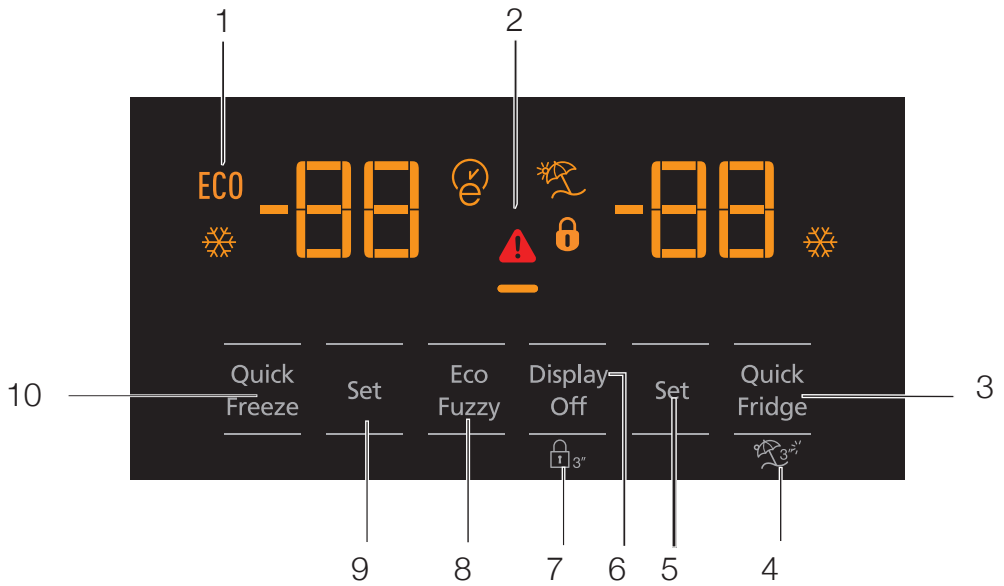 1 2
ECO -88 -88
10 Quick Freeze Set Eco Fuzzy Display Off Set Quick Fridge 3
3" 3"
9 8 7 6 5 4